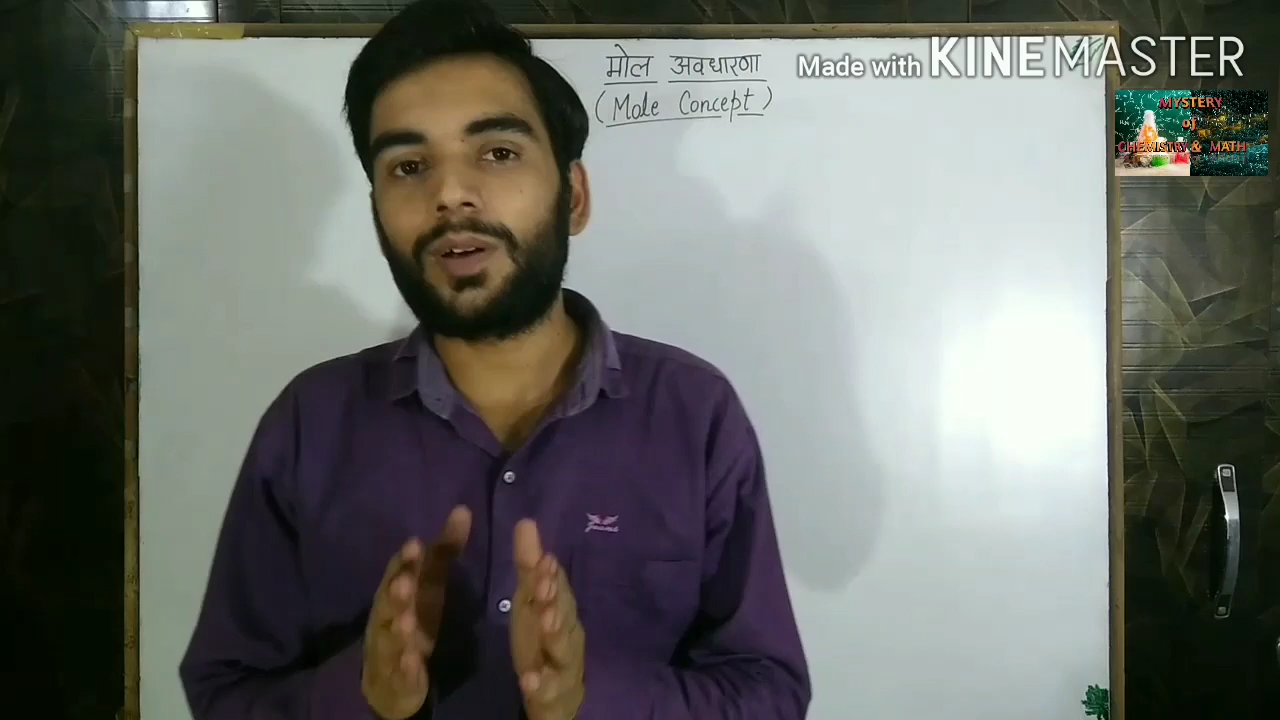 मोल अवधारणा
(Mole Concept)
Made with KINEMASTER
MYSTERY
of
CHEMISTRY & MATH